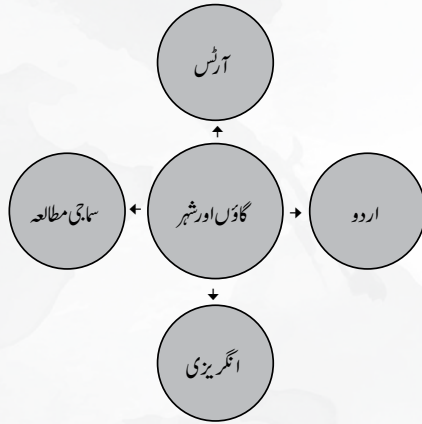 آرٹس
سماجی مطالعہ
گاؤں اور شہر
اردو
انگریزی